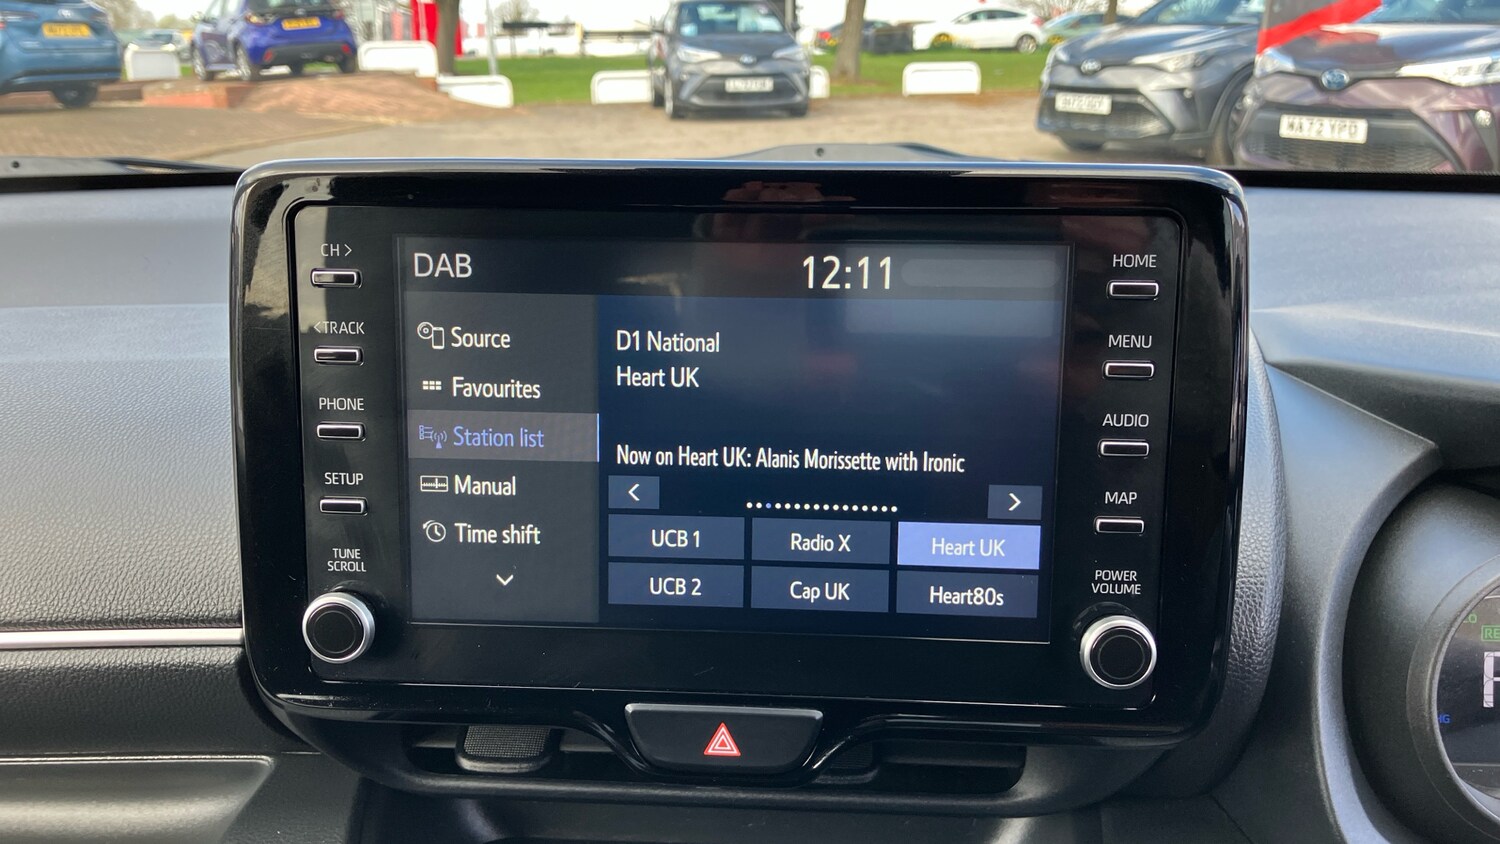 MA72 YPD
CH >
<TRACK
PHONE
SETUP
TUNE
SCROLL
DAB
12:11
Source
Favourites
Station list
Manual
Time shift
D1 National
Heart UK
Now on Heart UK: Alanis Morissette with Ironic
<
>
UCB 1
Radio X
Heart UK
UCB 2
Cap UK
Heart80s
HOME
MENU
AUDIO
MAP
POWER
VOLUME